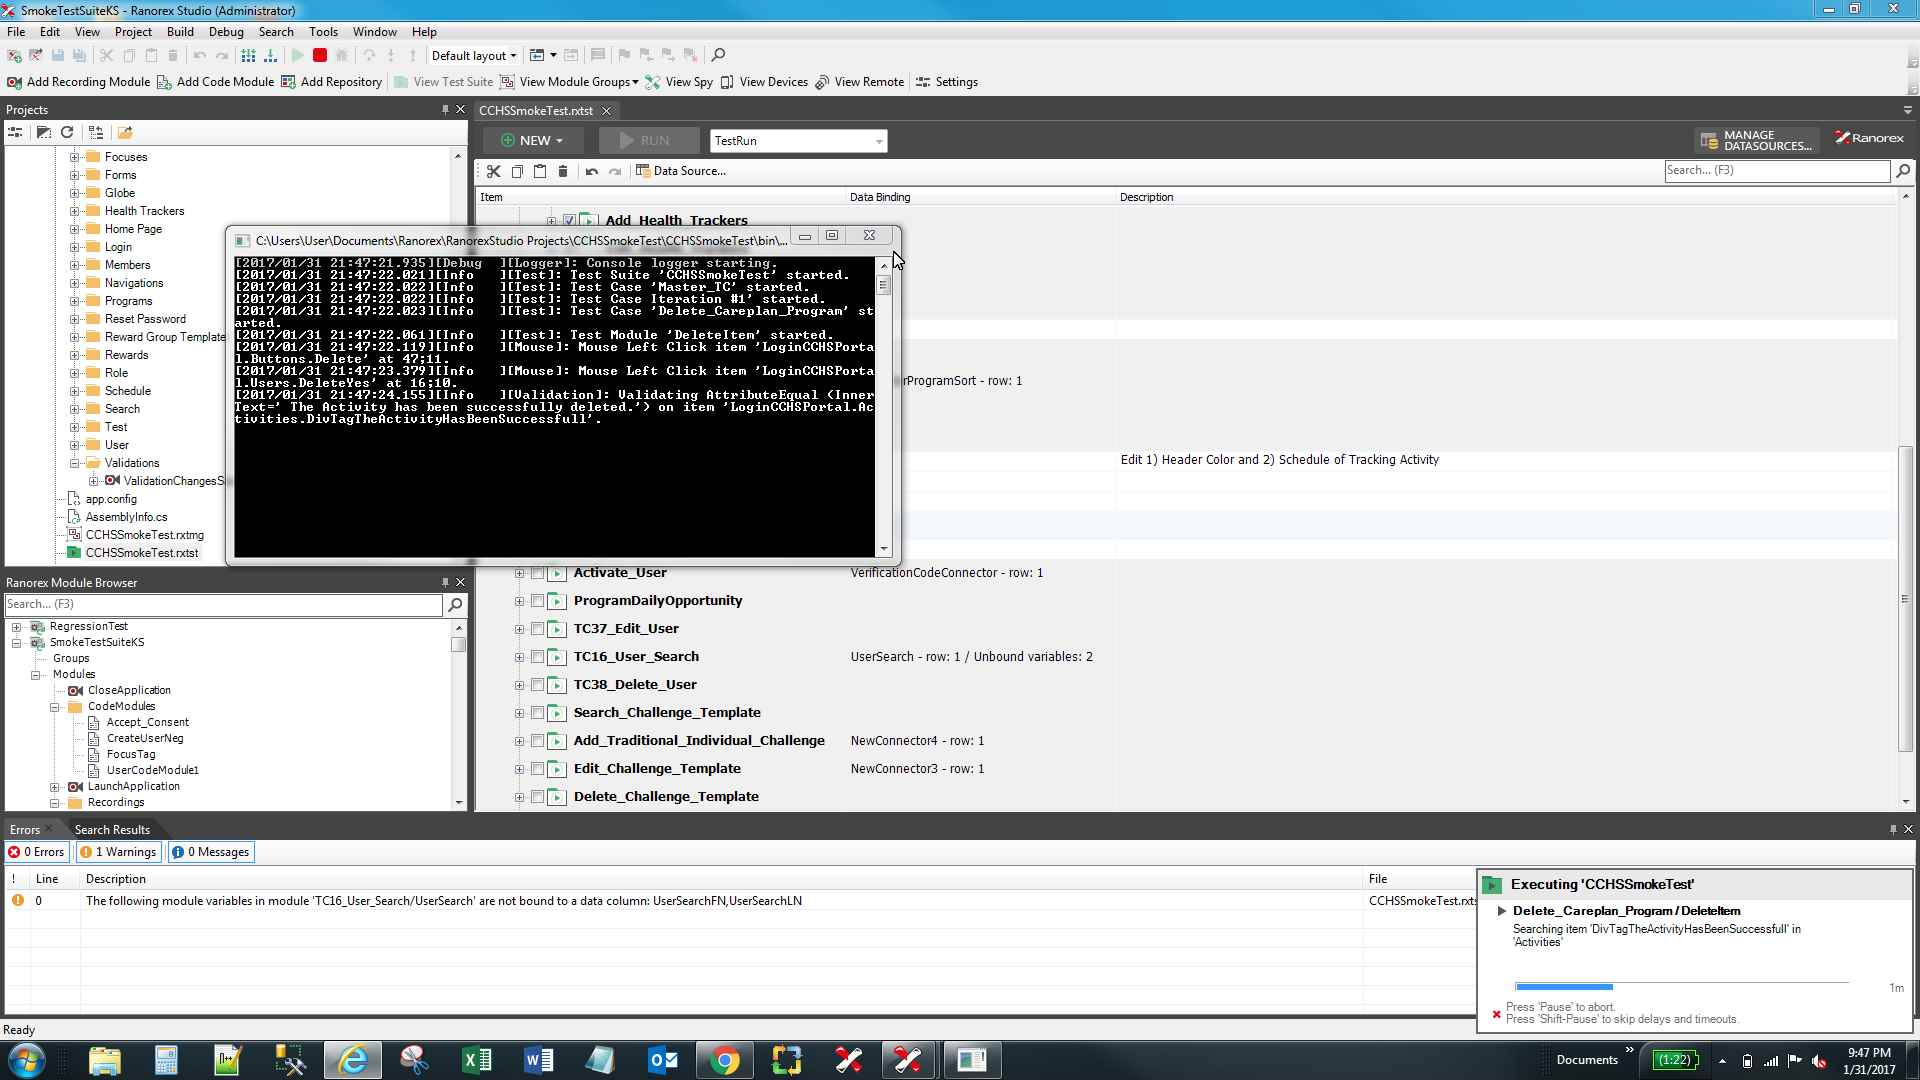 SmokeTestSuiteKS - Ranorex Studio (Administrator)
File Edit View Project Build Debug Search Tools Window Help
Default layout
Add Recording Module Add Code Module Add Repository View Test Suite View Module Groups View Spy View Devices View Remote Settings
Projects
Focuses
Forms
Globe
Health Trackers
Home Page
Login
Members
Navigations
Programs
Reset Password
Reward Group Template
Rewards
Role
Schedule
Search
Test
User
Validations
ValidationChangesS
app.config
AssemblyInfo.cs
CCHSSmokeTest.rxtmg
CCHSSmokeTest.rxtst
Ranorex Module Browser
Search... (F3)
RegressionTest
SmokeTestSuiteKS
Groups
Modules
CloseApplication
CodeModules
Accept_Consent
CreateUserNeg
FocusTag
UserCodeModule1
LaunchApplication
Recordings
CCHSSmokeTest.rxtst
NEW RUN TestRun
MANAGE
DATASOURCES...
Ranorex
Data Source...
Search... (F3)
Item Data Binding Description
Add_Health_Trackers
C:\Users\User\Documents\Ranorex\RanorexStudio Projects\CCHSSmokeTest\CCHSSmokeTest\bin\...
[2017/01/31 21:47:21.935][Debug ][Logger]: Console logger starting.
[2017/01/31 21:47:22.021][Info ][Test]: Test Suite 'CCHSSmokeTest' started.
[2017/01/31 21:47:22.022][Info ][Test]: Test Case 'Master_TC' started.
[2017/01/31 21:47:22.022][Info ][Test]: Test Case Iteration #1' started.
[2017/01/31 21:47:22.023][Info ][Test]: Test Case 'Delete_Careplan_Program' st
arted.
[2017/01/31 21:47:22.061][Info ][Test]: Test Module 'DeleteItem' started.
[2017/01/31 21:47:22.119][Info ][Mouse]: Mouse Left Click item 'LoginCCHSPorta
l.Buttons.Delete' at 47;11.
[2017/01/31 21:47:23.379][Info ][Mouse]: Mouse Left Click item 'LoginCCHSPorta
l.Users.DeleteYes' at 16;10.
[2017/01/31 21:47:24.155][Info ][Validation]: Validating AttributeEqual (Inner
Text=' The Activity has been successfully deleted.') on item 'LoginCCHSPortal.Ac
tivities.DivTagTheActivityHasBeenSuccessfull'.
rProgramSort - row: 1
Edit 1) Header Color and 2) Schedule of Tracking Activity
Activate_User VerificationCodeConnector - row: 1
ProgramDailyOpportunity
TC37_Edit_User
TC16_User_Search UserSearch - row: 1 / Unbound variables: 2
TC38_Delete_User
Search_Challenge_Template
Add_Traditional_Individual_Challenge NewConnector4 - row: 1
Edit_Challenge_Template NewConnector3 - row: 1
Delete_Challenge_Template
Errors Search Results
0 Errors 1 Warnings 0 Messages
! Line Description File
0 The following module variables in module 'TC16_User_Search/UserSearch' are not bound to a data column: UserSearchFN,UserSearchLN CCHSSmokeTest.rxts
Executing 'CCHSSmokeTest'
Delete_Careplan_Program / DeleteItem
Searching item 'DivTagTheActivityHasBeenSuccessfull' in
'Activities'
1m
Press 'Pause' to abort.
Press 'Shift-Pause' to skip delays and timeouts.
Ready
Documents
(1:22)
9:47 PM
1/31/2017